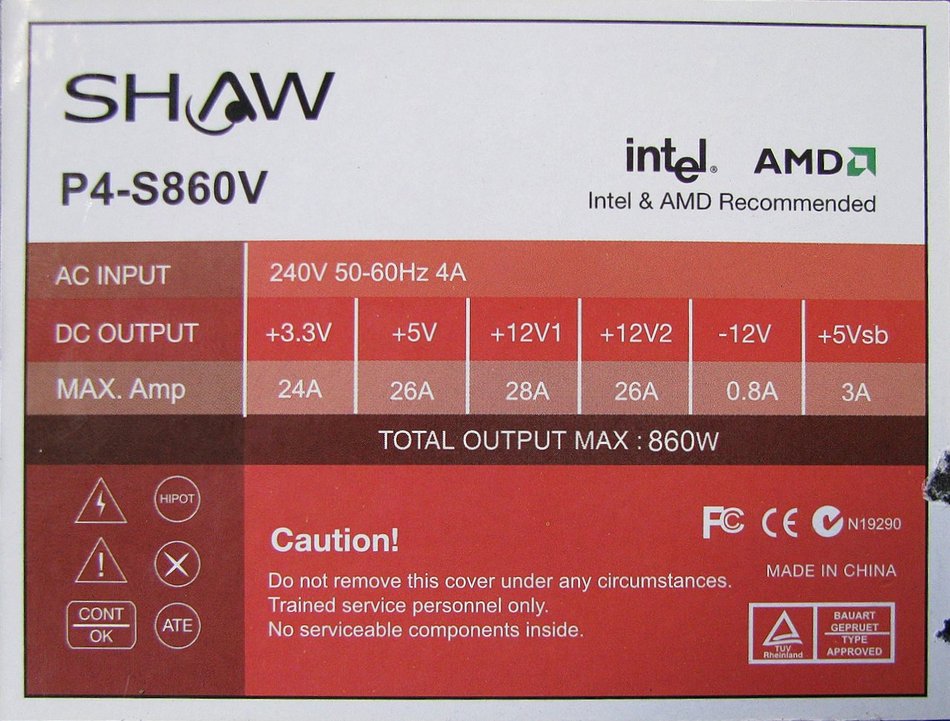 SHAW
P4-S860V
intel® AMD
Intel & AMD Recommended
AC INPUT 240V 50-60Hz 4A
DC OUTPUT +3.3V +5V +12V1 +12V2 -12V +5Vsb
MAX. Amp 24A 26A 28A 26A 0.8A 3A
TOTAL OUTPUT MAX : 860W
HIPOT
CONT
OK
ATE
Caution!
Do not remove this cover under any circumstances.
Trained service personnel only.
No serviceable components inside.
FC CE N19290
MADE IN CHINA
TUV
Rheinland
BAUART
GEPRUET
TYPE
APPROVED